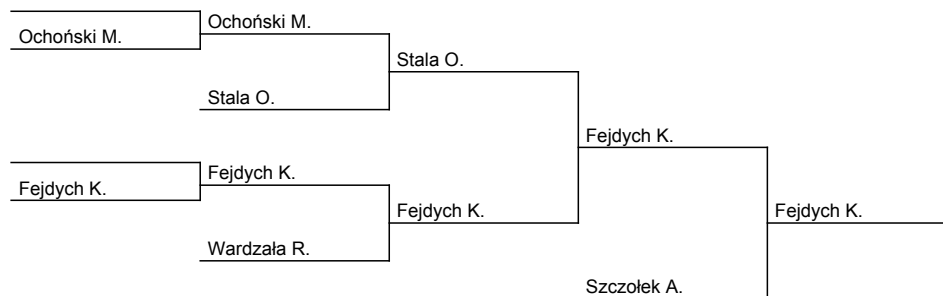 Ochoński M.
Ochoński M.
Stala O.
Stala O.
Fejdych K.
Fejdych K.
Fejdych K.
Fejdych K.
Fejdych K.
Wardzała R.
Szczołek A.